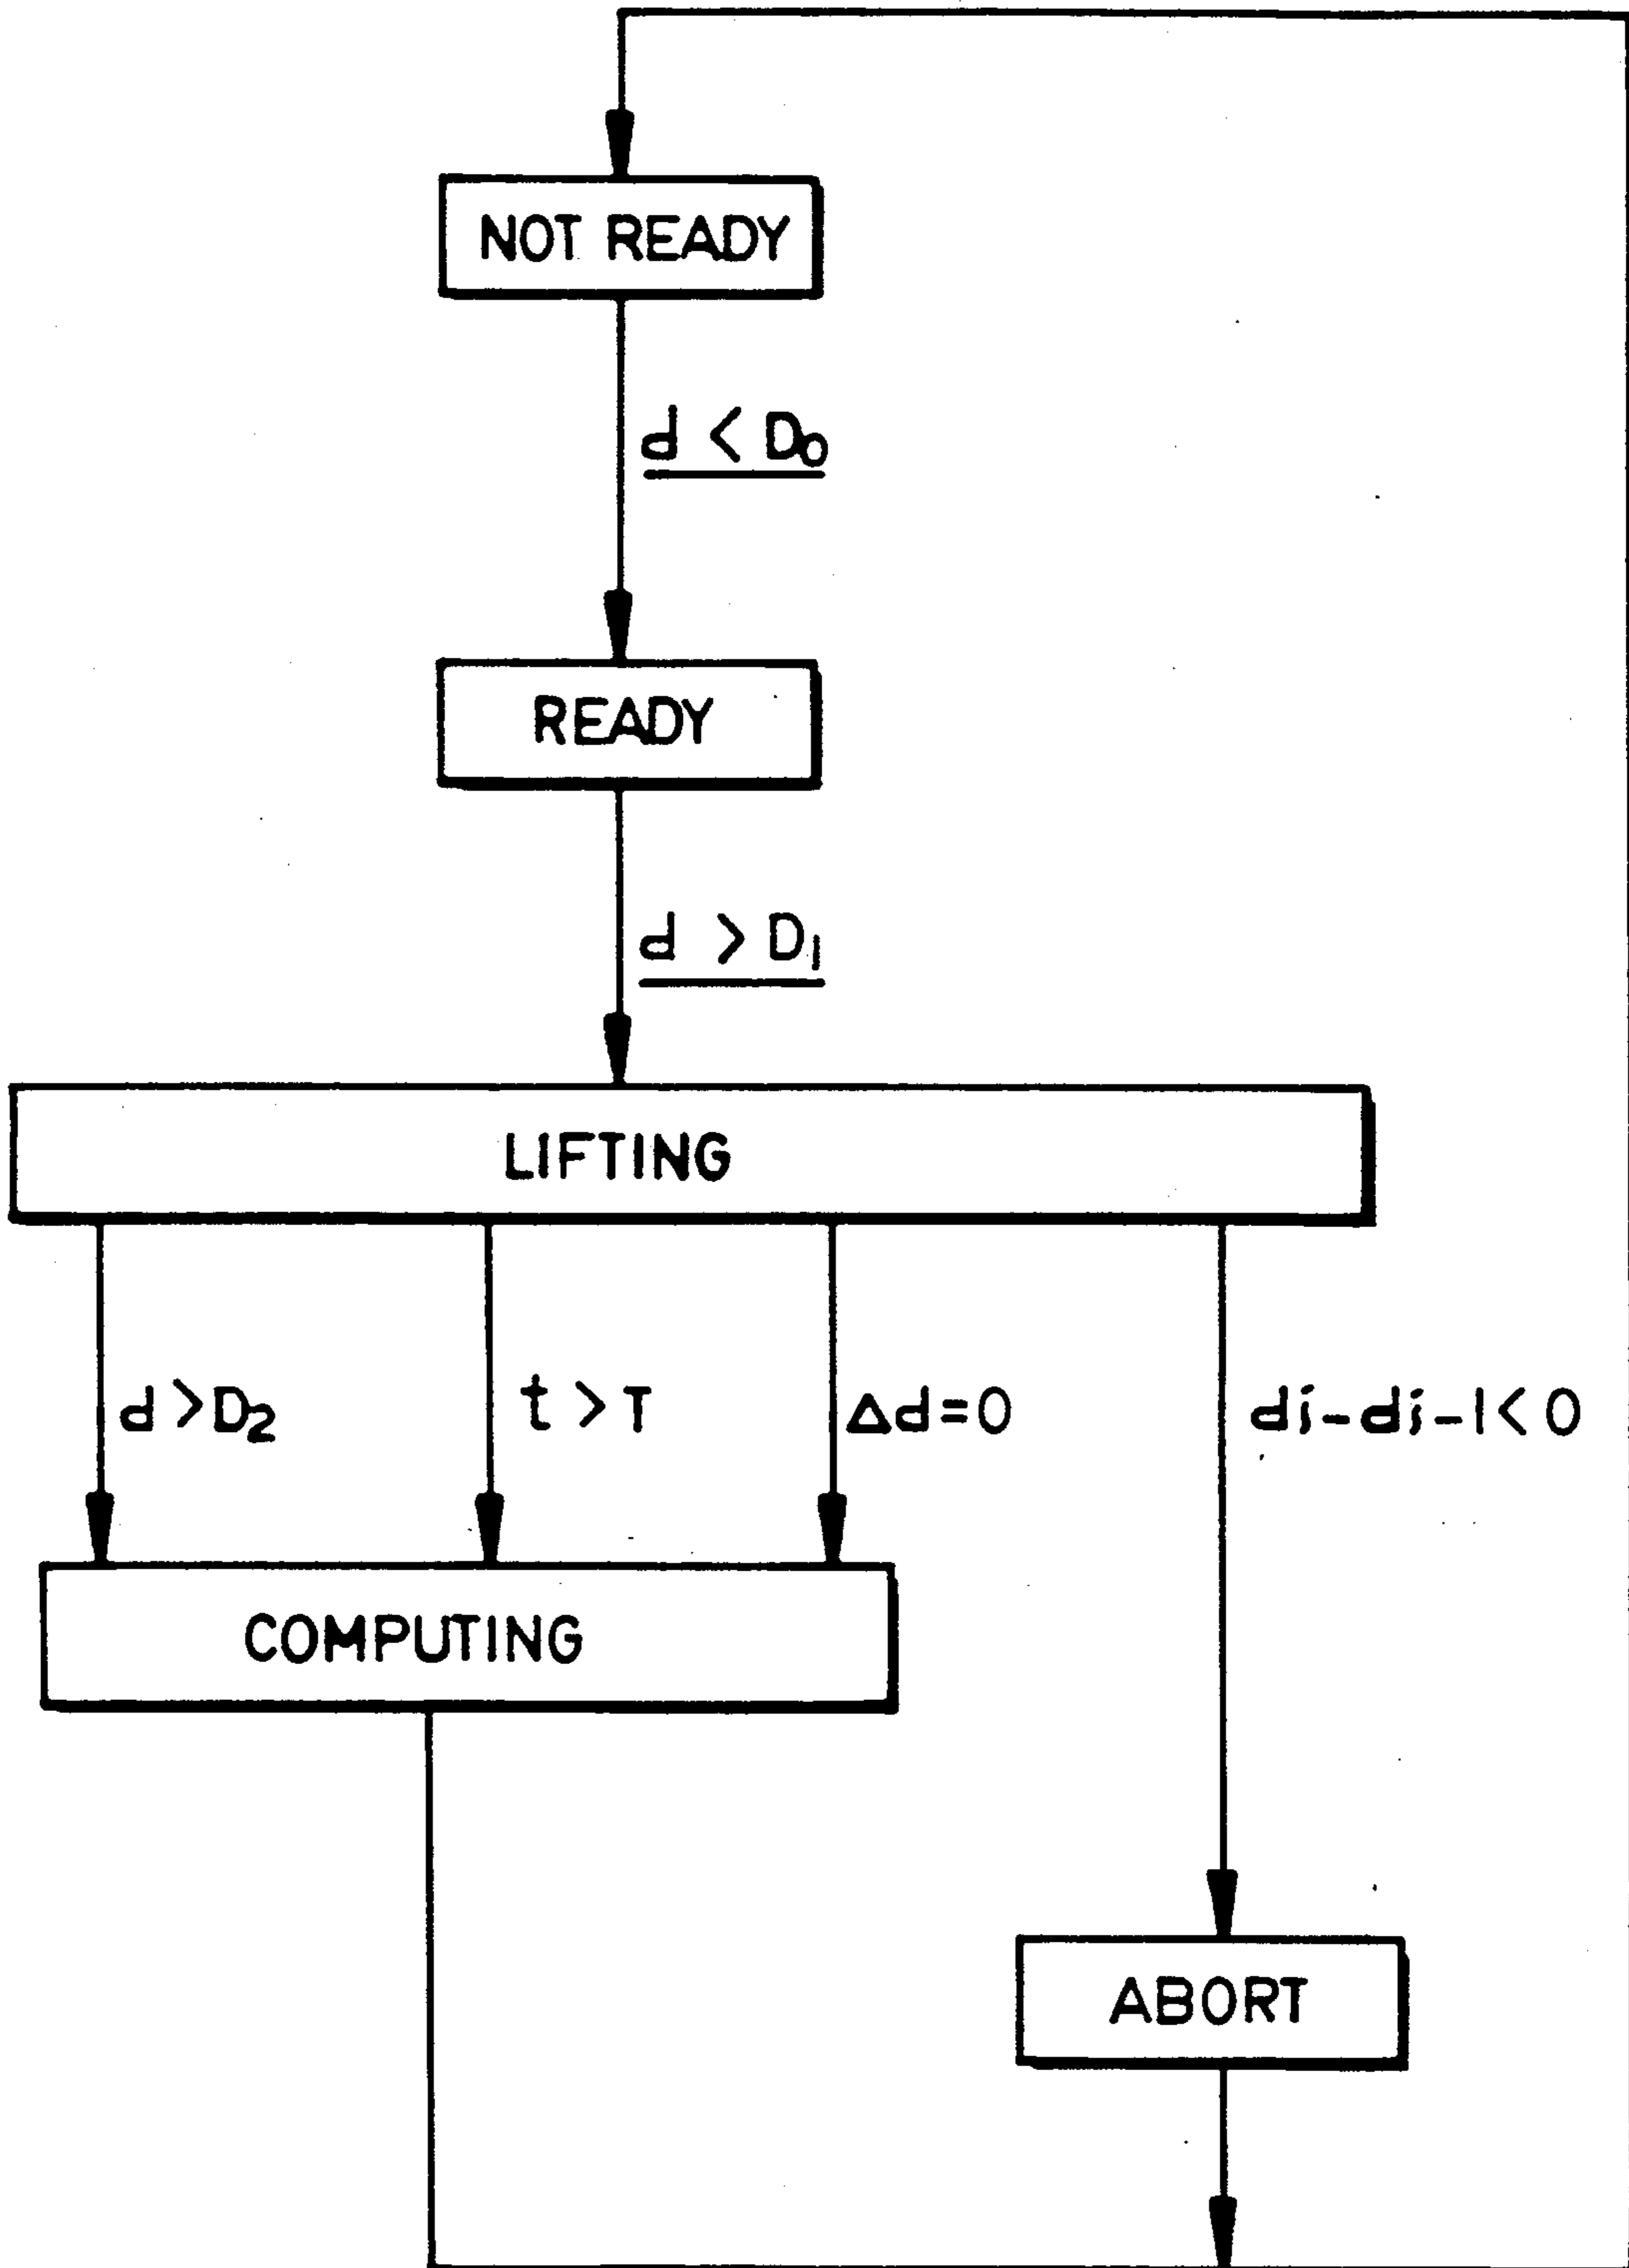 NOT READY
d < D₀
READY
d > D₁
LIFTING
d > D₂
t > T
Δd=0
di-di-1<0
COMPUTING
ABORT